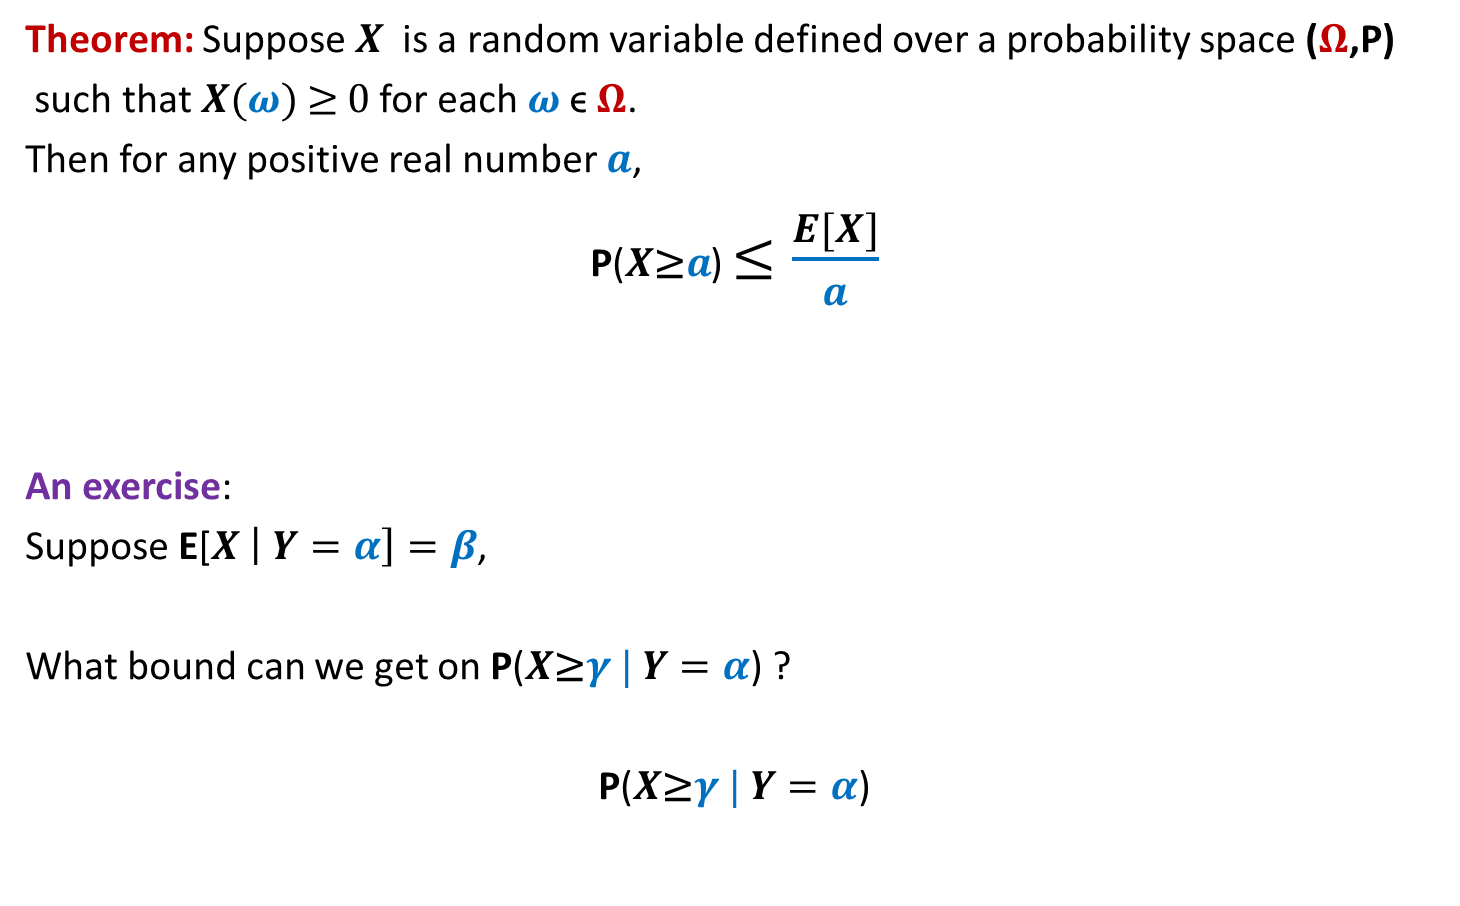 Theorem: Suppose X is a random variable defined over a probability space (Ω,P)
such that X(ω) ≥ 0 for each ω ϵ Ω.
Then for any positive real number a,
P(X≥a) ≤ E[X]/a
An exercise:
Suppose E[X | Y = α] = β,
What bound can we get on P(X≥γ | Y = α) ?
P(X≥γ | Y = α)